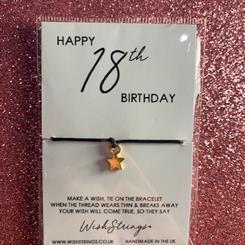 HAPPY
18th
BIRTHDAY
MAKE A WISH, TIE ON THE BRACELET
WHEN THE THREAD WEARS THIN & BREAKS AWAY
YOUR WISH WILL COME TRUE, SO THEY SAY
WishStrings
WWW.WISHSTRINGS.CO.UK HANDMADE IN THE UK